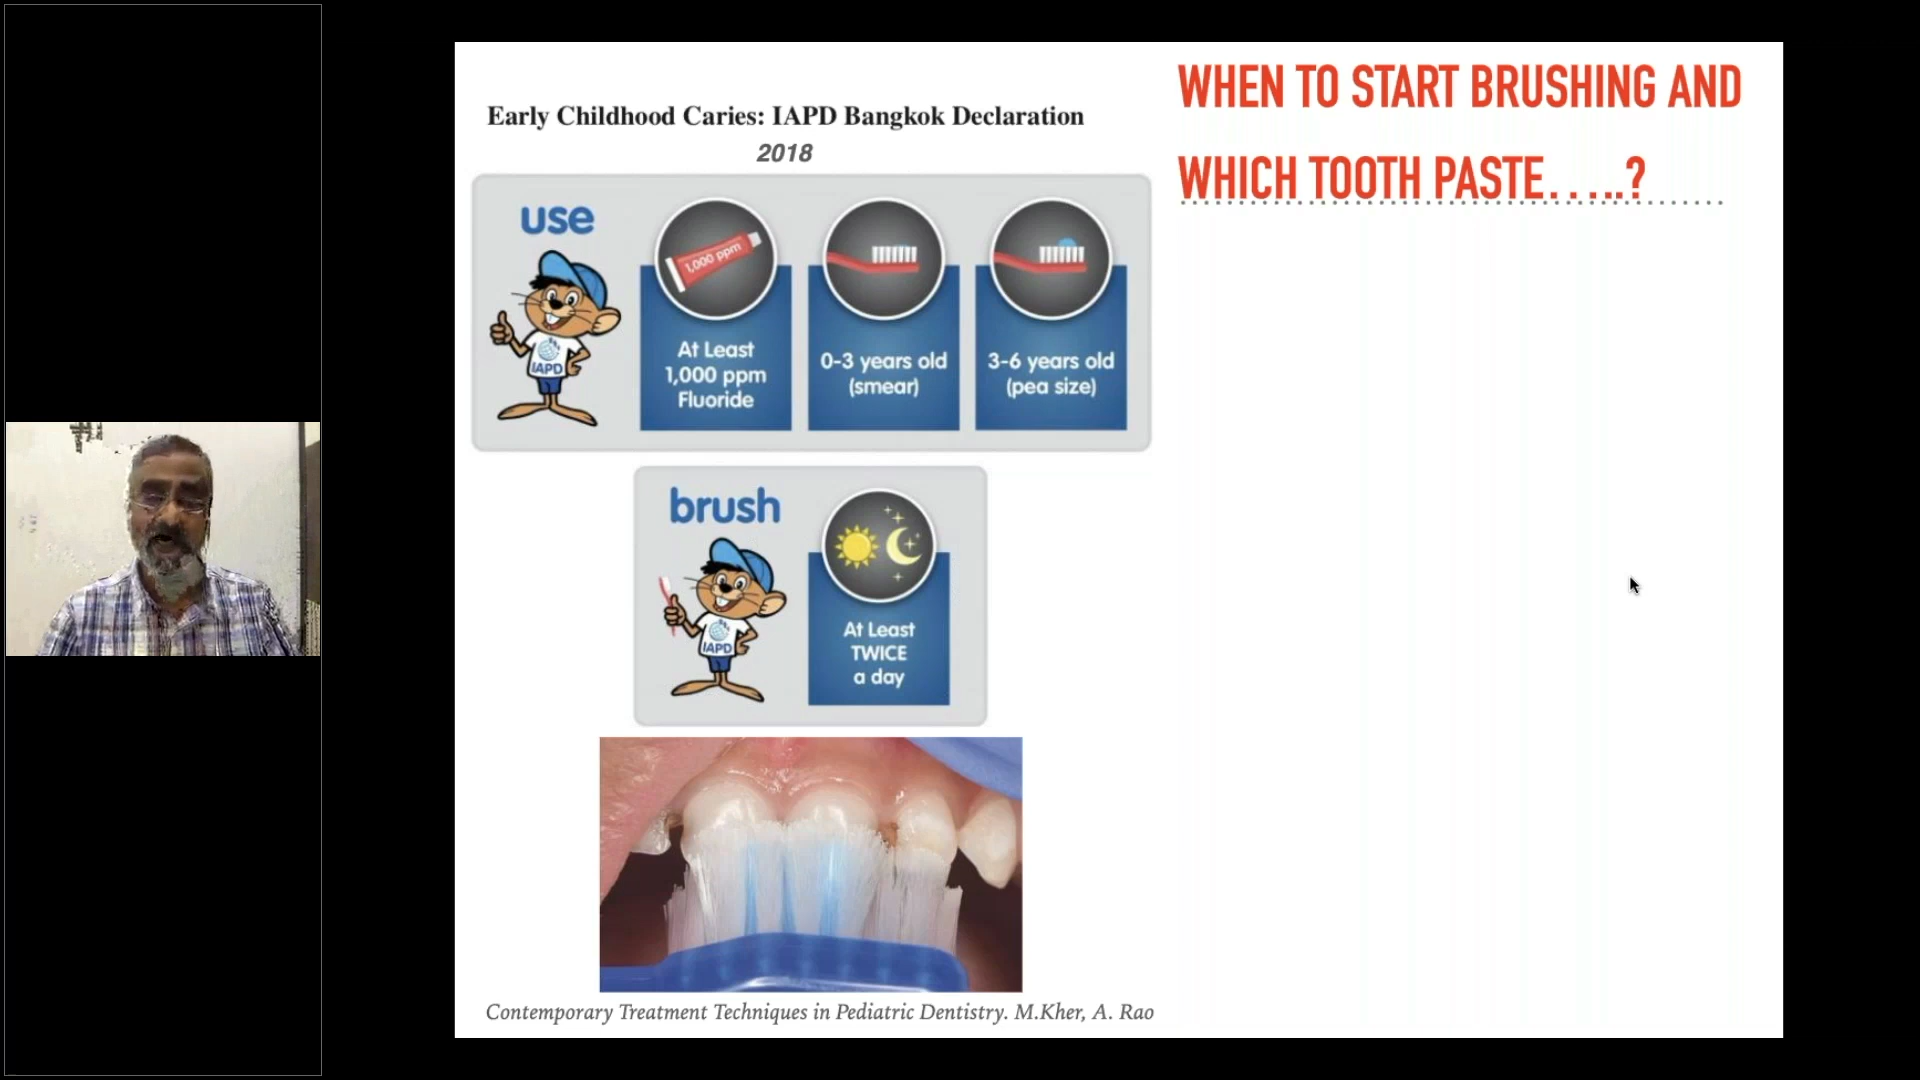 WHEN TO START BRUSHING AND
WHICH TOOTH PASTE.....?
Early Childhood Caries: IAPD Bangkok Declaration
2018
use
IAPD
1,000 ppm
At Least
1,000 ppm
Fluoride
0-3 years old
(smear)
3-6 years old
(pea size)
brush
IAPD
At Least
TWICE
a day
Contemporary Treatment Techniques in Pediatric Dentistry. M.Kher, A. Rao